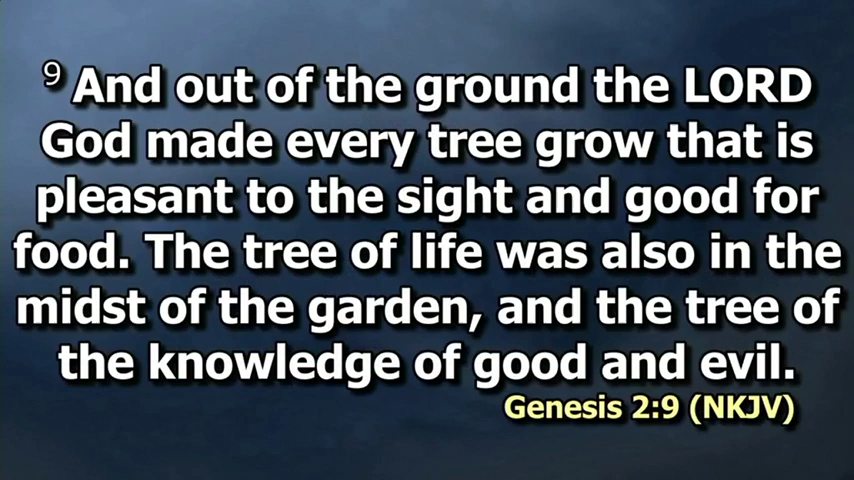 9 And out of the ground the LORD
God made every tree grow that is
pleasant to the sight and good for
food. The tree of life was also in the
midst of the garden, and the tree of
the knowledge of good and evil.
Genesis 2:9 (NKJV)